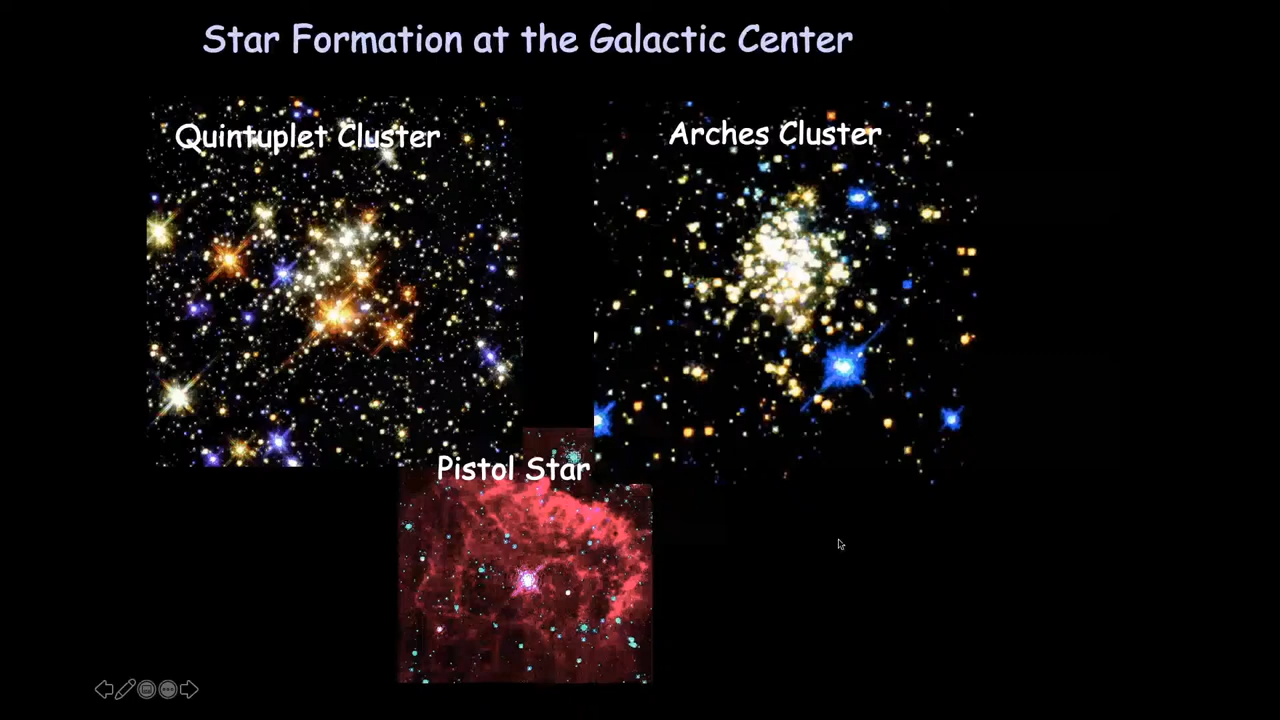 Star Formation at the Galactic Center
Quintuplet Cluster
Arches Cluster
Pistol Star